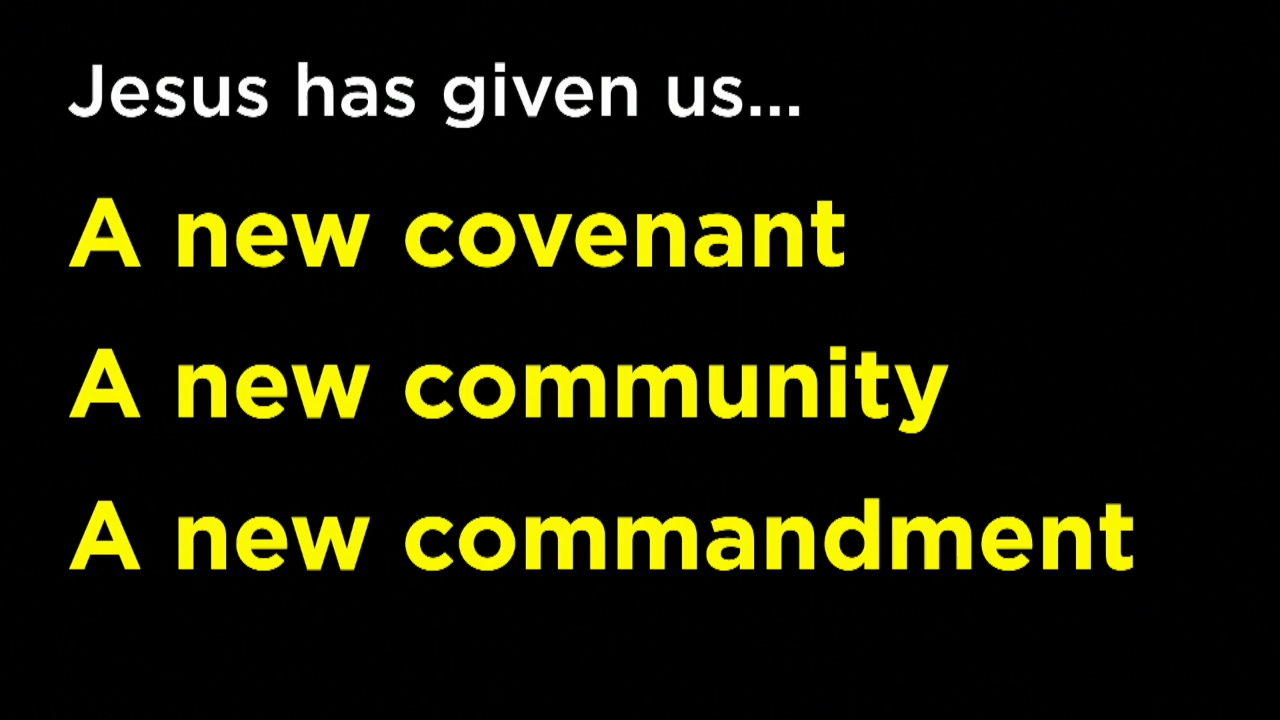 Jesus has given us...
A new covenant
A new community
A new commandment